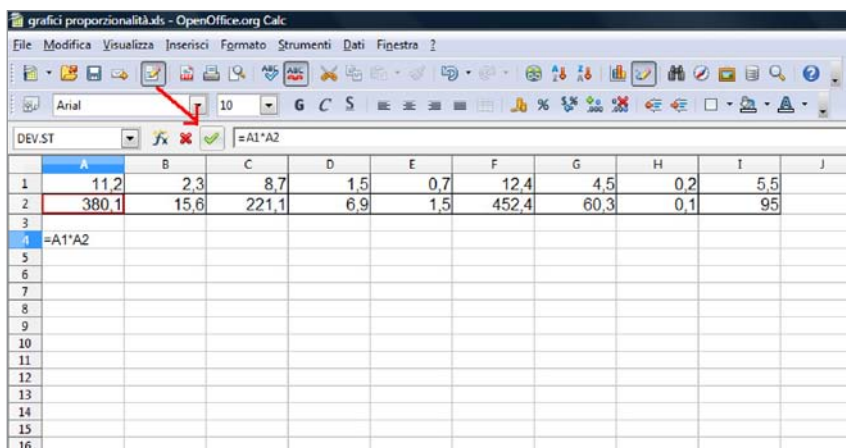 grafici proporzionalità.xls - OpenOffice.org Calc
File Modifica Visualizza Inserisci Formato Strumenti Dati Finestra ?
Arial 10 G C S
DEV.ST =A1*A2
A B C D E F G H I J
1 11,2 2,3 8,7 1,5 0,7 12,4 4,5 0,2 5,5
2 380,1 15,6 221,1 6,9 1,5 452,4 60,3 0,1 95
3
4 =A1*A2
5
6
7
8
9
10
11
12
13
14
15
16